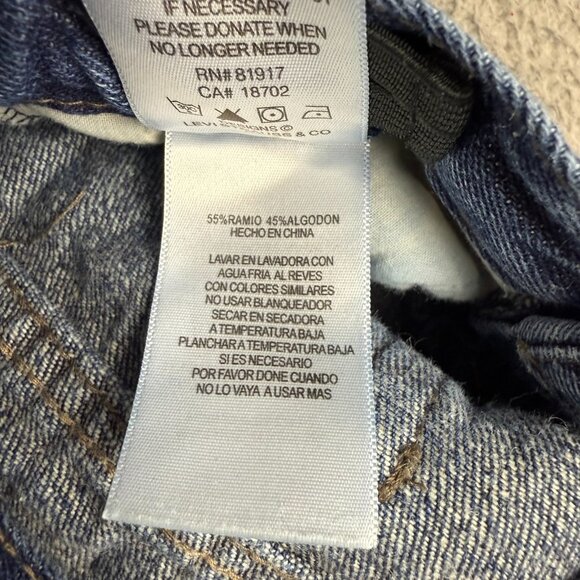 IF NECESSARY
PLEASE DONATE WHEN
NO LONGER NEEDED
RN# 81917
CA# 18702
& CO
55%RAMIO 45%ALGODON
HECHO EN CHINA
LAVAR EN LAVADORA CON
AGUA FRIA AL REVES
CON COLORES SIMILARES
NO USAR BLANQUEADOR
SECAR EN SECADORA
A TEMPERATURA BAJA
PLANCHAR A TEMPERATURA BAJA
SI ES NECESARIO
POR FAVOR DONE CUANDO
NO LO VAYA A USAR MAS